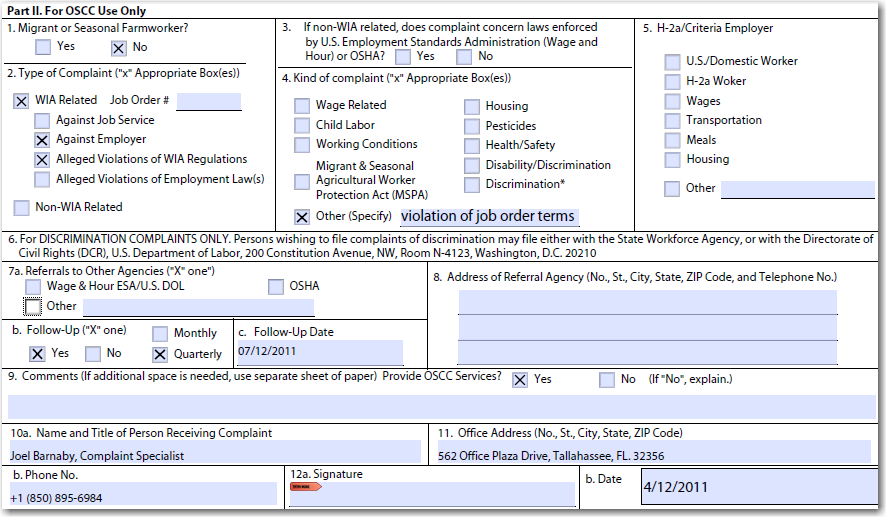 Part II. For OSCC Use Only
1. Migrant or Seasonal Farmworker?
Yes No
2. Type of Complaint ("x" Appropriate Box(es))
WIA Related Job Order #
Against Job Service
Against Employer
Alleged Violations of WIA Regulations
Alleged Violations of Employment Law(s)
Non-WIA Related
3. If non-WIA related, does complaint concern laws enforced
by U.S. Employment Standards Administration (Wage and
Hour) or OSHA? Yes No
4. Kind of complaint ("x" Appropriate Box(es))
Wage Related
Child Labor
Working Conditions
Migrant & Seasonal
Agricultural Worker
Protection Act (MSPA)
Housing
Pesticides
Health/Safety
Disability/Discrimination
Discrimination*
Other (Specify) violation of job order terms
5. H-2a/Criteria Employer
U.S./Domestic Worker
H-2a Woker
Wages
Transportation
Meals
Housing
Other
6. For DISCRIMINATION COMPLAINTS ONLY. Persons wishing to file complaints of discrimination may file either with the State Workforce Agency, or with the Directorate of
Civil Rights (DCR), U.S. Department of Labor, 200 Constitution Avenue, NW, Room N-4123, Washington, D.C. 20210
7a. Referrals to Other Agencies ("X" one")
Wage & Hour ESA/U.S. DOL OSHA
Other
8. Address of Referral Agency (No., St., City, State, ZIP Code, and Telephone No.)
b. Follow-Up ("X" one) Monthly
Yes No Quarterly
c. Follow-Up Date
07/12/2011
9. Comments (If additional space is needed, use separate sheet of paper) Provide OSCC Services? Yes No (If "No", explain.)
10a. Name and Title of Person Receiving Complaint
Joel Barnaby, Complaint Specialist
11. Office Address (No., St., City, State, ZIP Code)
562 Office Plaza Drive, Tallahassee, FL. 32356
b. Phone No.
+1 (850) 895-6984
12a. Signature
b. Date
4/12/2011